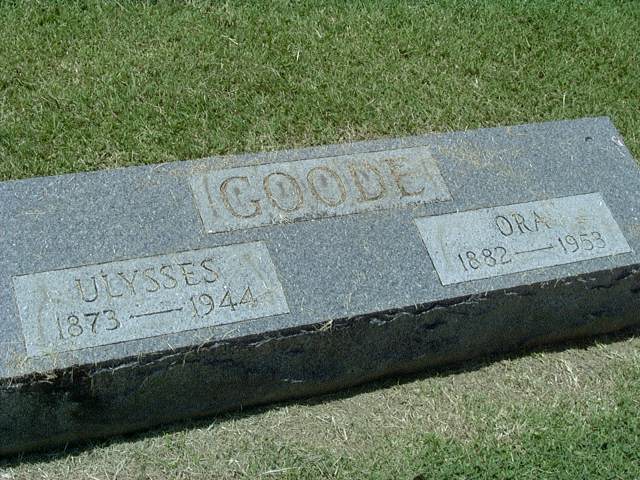 GOODE
ULYSSES
1873 — 1944
ORA
1882 — 1953